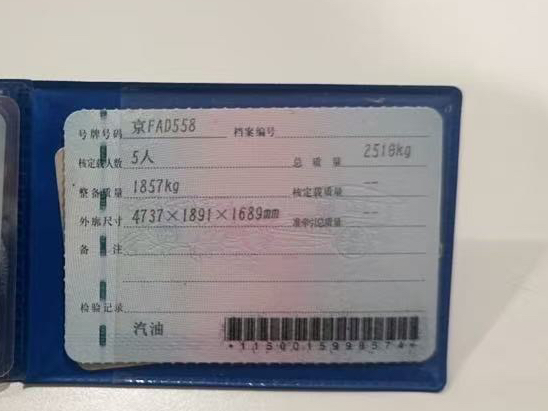 号牌号码 京FAD558 档案编号
核定载人数 5人 总质量 2518kg
整备质量 1857kg 核定载质量 --
外廓尺寸 4737×1891×1689mm 准牵引总质量 --
备注
检验记录
汽油